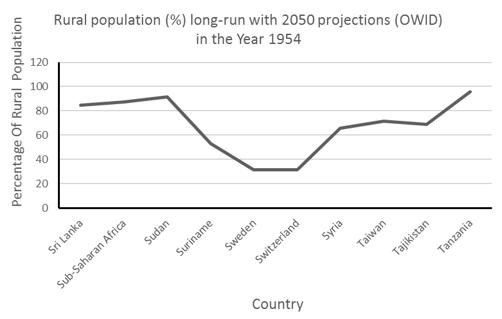 Rural population (%) long-run with 2050 projections (OWID)
in the Year 1954
Percentage Of Rural Population
120
100
80
60
40
20
0
Sri Lanka
Sub-Saharan Africa
Sudan
Suriname
Sweden
Switzerland
Syria
Taiwan
Tajikistan
Tanzania
Country